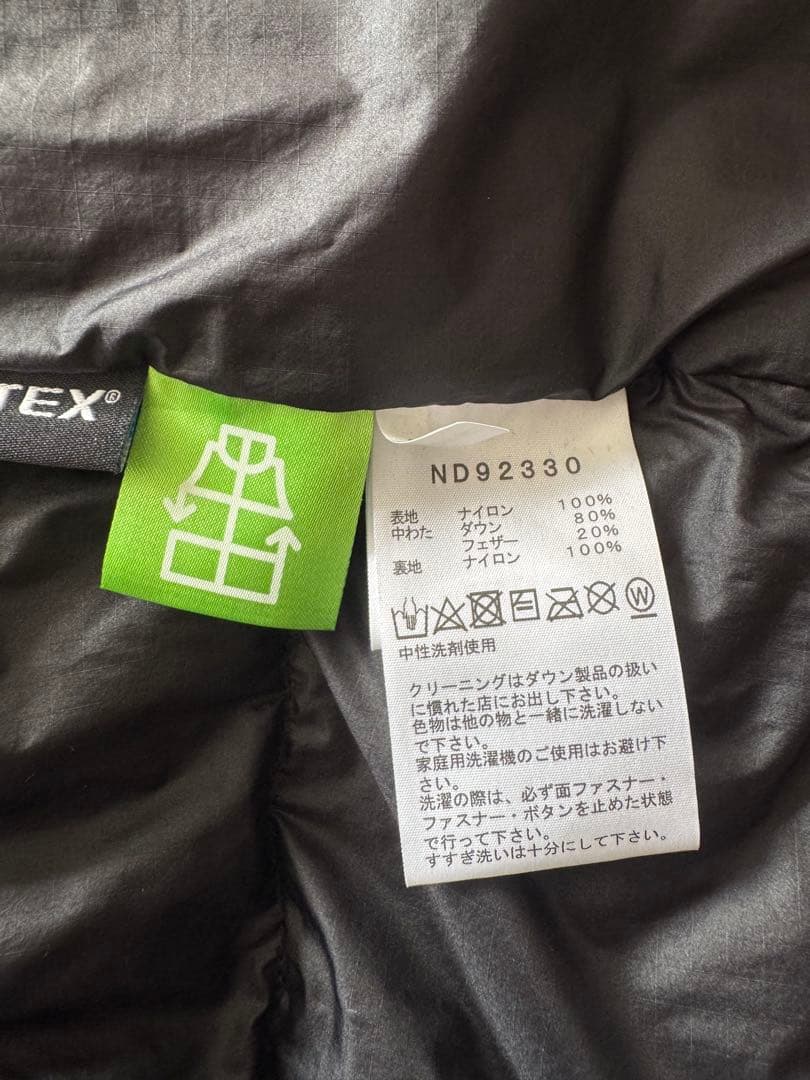 TEX®
ND92330
表地 ナイロン 100%
中わた ダウン 80%
フェザー 20%
裏地 ナイロン 100%
W
中性洗剤使用
クリーニングはダウン製品の扱い
に慣れた店にお出し下さい。
色物は他の物と一緒に洗濯しない
で下さい。
家庭用洗濯機のご使用はお避け下
さい。
洗濯の際は、必ず面ファスナー・
ファスナー・ボタンを止めた状態
で行って下さい。
すすぎ洗いは十分にして下さい。